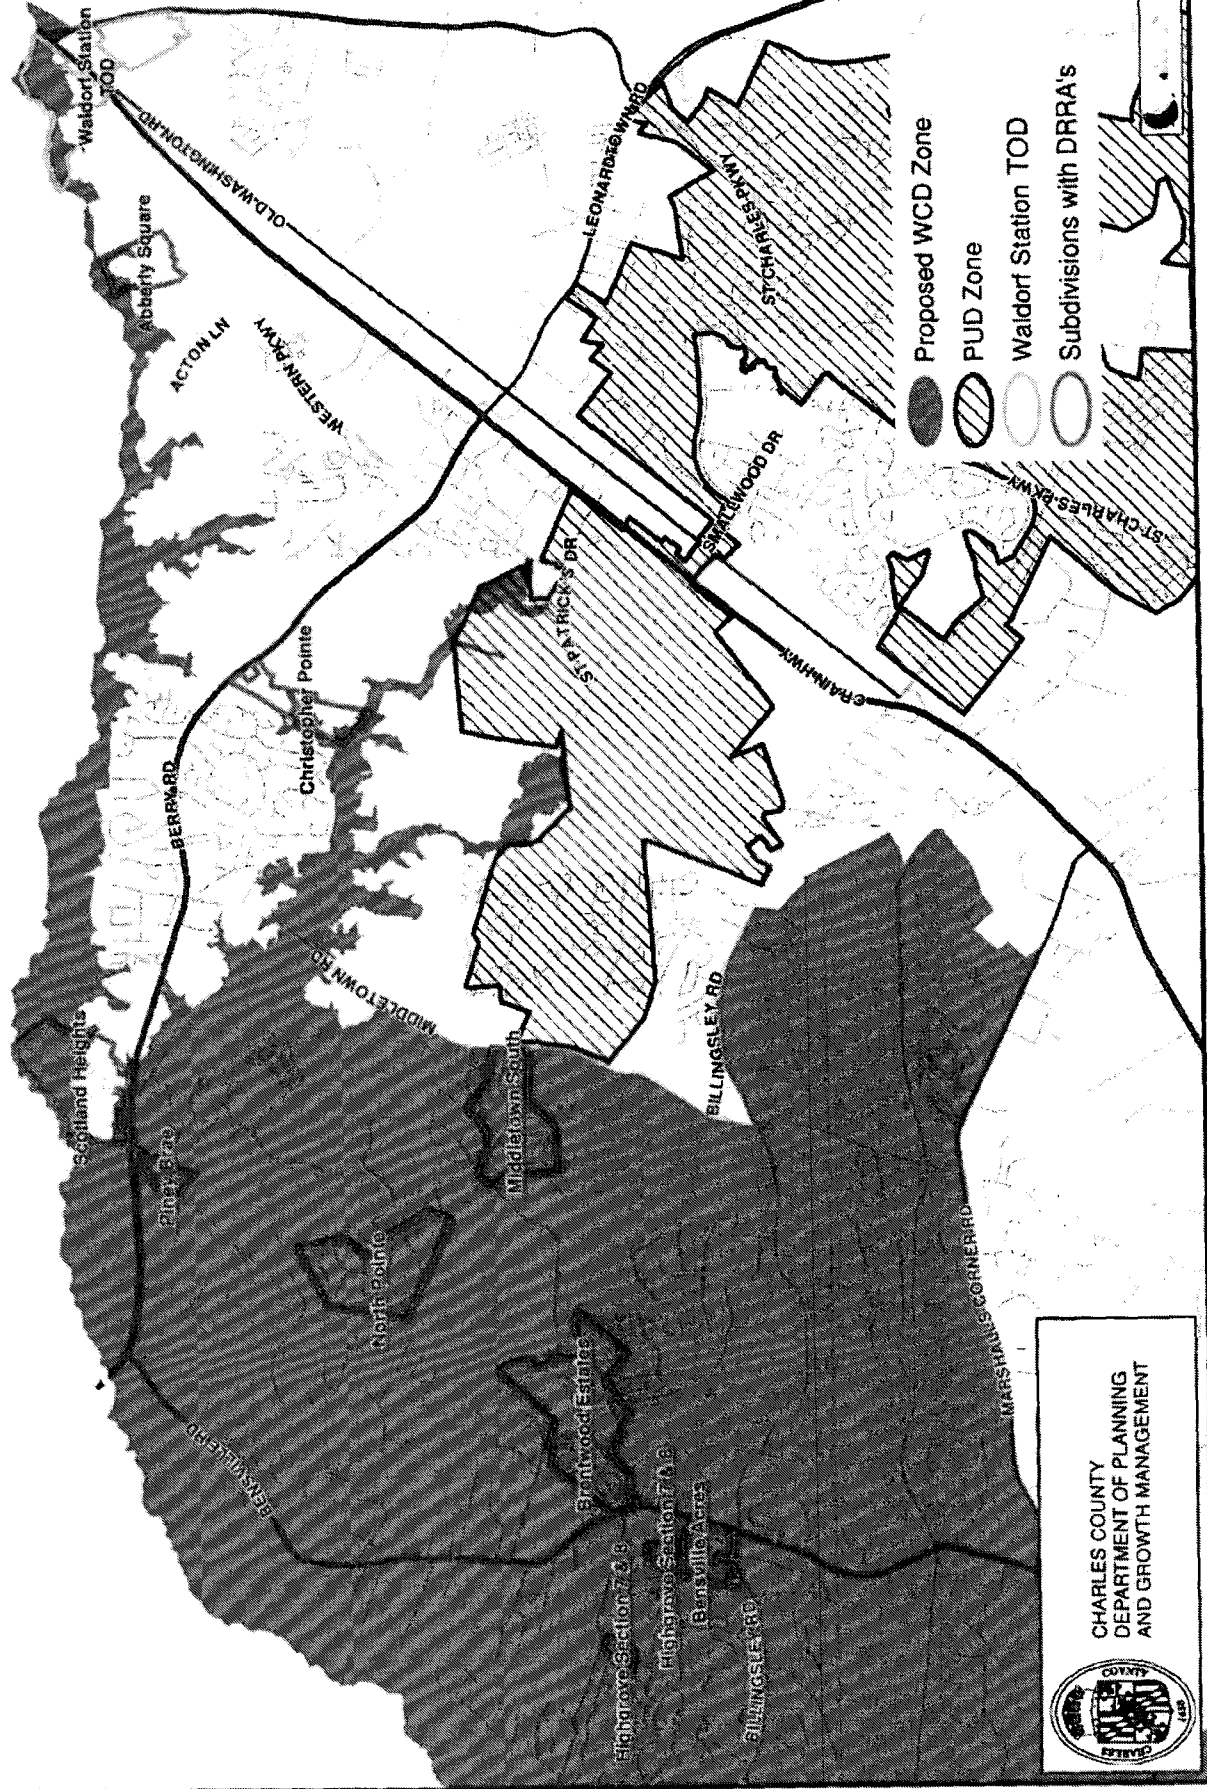 Waldorf Station
TOD
OLD WASHINGTON RD
Abberly Square
ACTON LN
WESTERN PKWY
LEONARDTOWN RD
ST CHARLES PKWY
SMALLWOOD DR
ST PATRICK'S DR
CRAIN HWY
ST CHARLES PKWY
Christopher Pointe
BERRY RD
MIDDLETOWN RD
BILLINGSLEY RD
Scotland Heights
Piney Brae
Middletown South
North Pointe
MARSHALLS CORNER RD
BENSVILLE RD
Brentwood Estates
Highgrove Section 7 & 8
Highgrove Section 7 & 8
Bensville Acres
BILLINGSLEY RD
Proposed WCD Zone
PUD Zone
Waldorf Station TOD
Subdivisions with DRRA's
CHARLES COUNTY
DEPARTMENT OF PLANNING
AND GROWTH MANAGEMENT